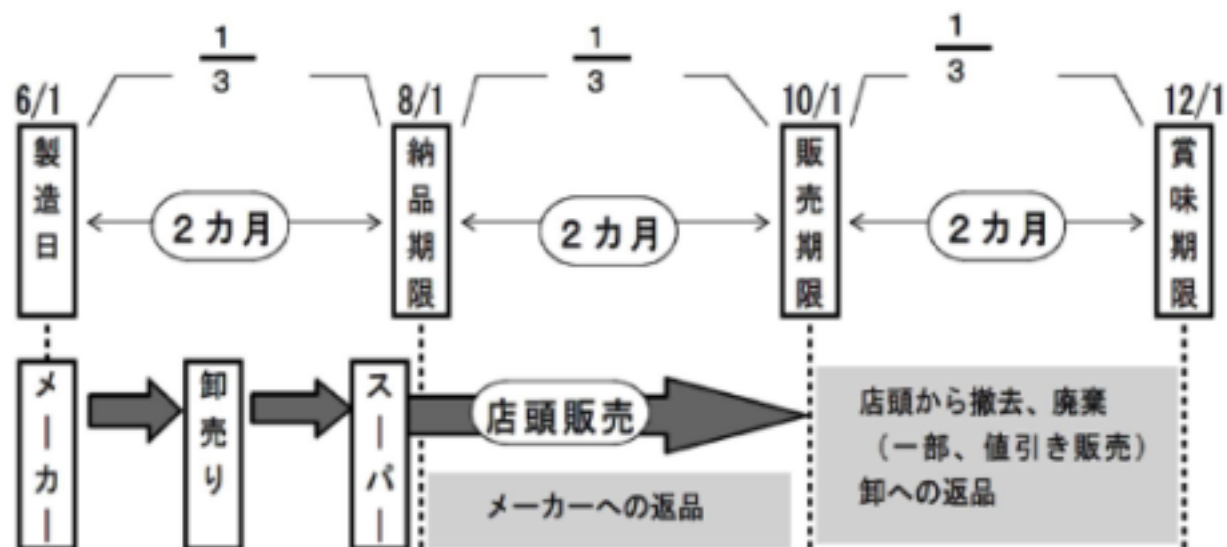 1
3
1
3
1
3
6/1
8/1
10/1
12/1
製造日
納品期限
販売期限
賞味期限
2カ月
2カ月
2カ月
メーカー
卸売り
スーパー
店頭販売
メーカーへの返品
店頭から撤去、廃棄
(一部、値引き販売)
卸への返品